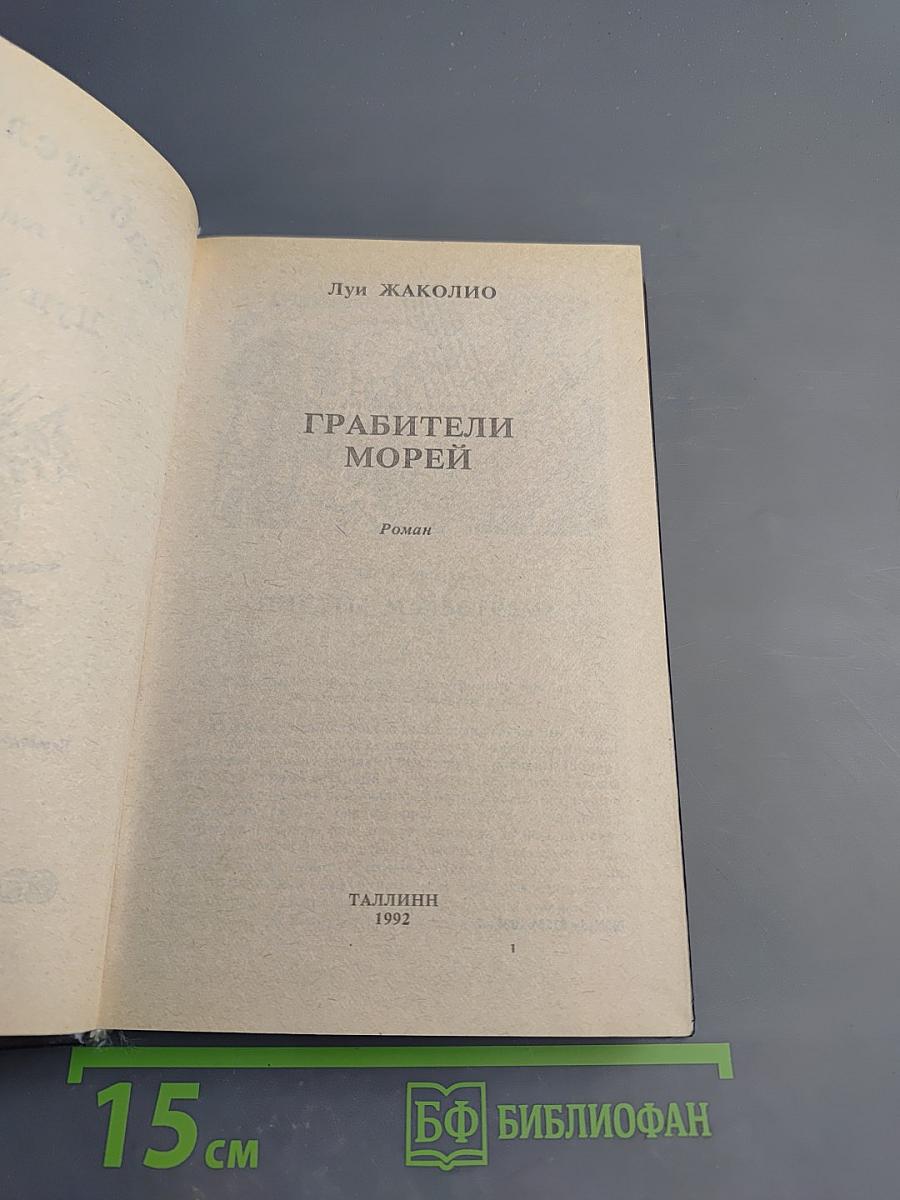 Луи ЖАКОЛИО
ГРАБИТЕЛИ
МОРЕЙ
Роман
ТАЛЛИНН
1992
1
15 СМ
БФ БИБЛИОФАН